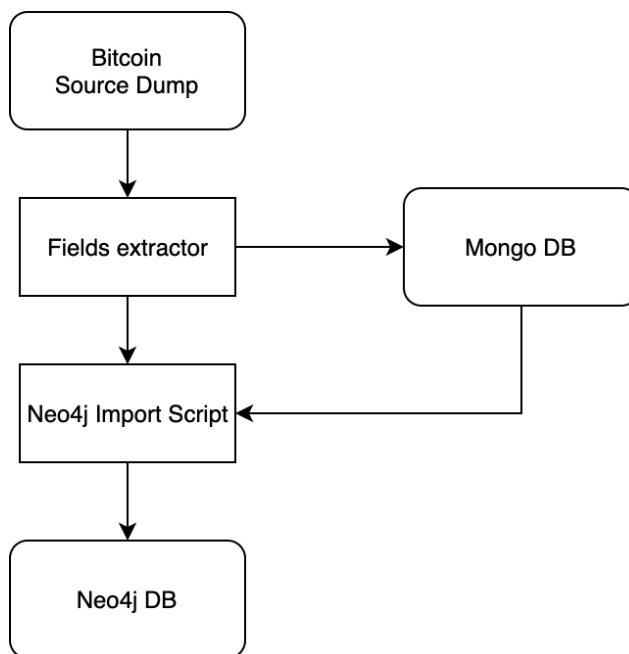 Bitcoin
Source Dump
Fields extractor
Mongo DB
Neo4j Import Script
Neo4j DB